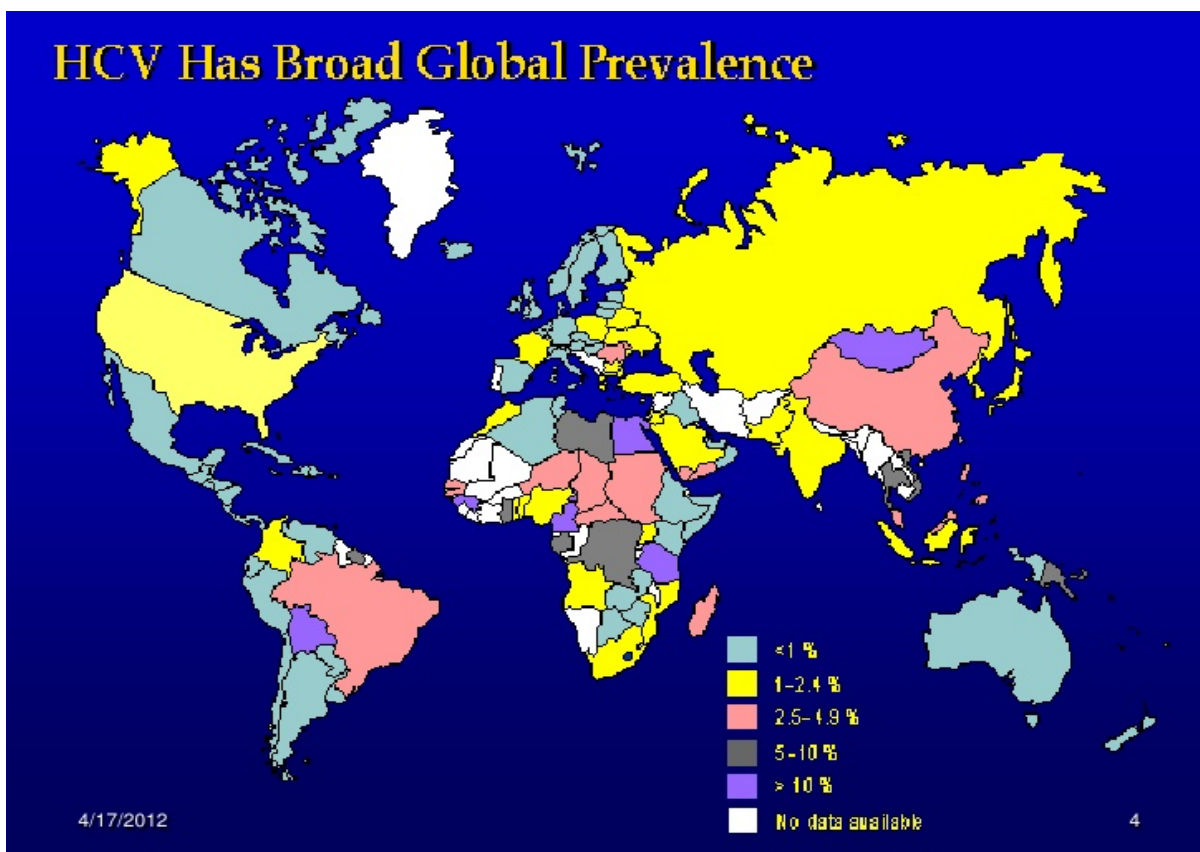 HCV Has Broad Global Prevalence
<1 %
1-2.4 %
2.5-4.9 %
5-10 %
> 10 %
No data available
4/17/2012
4